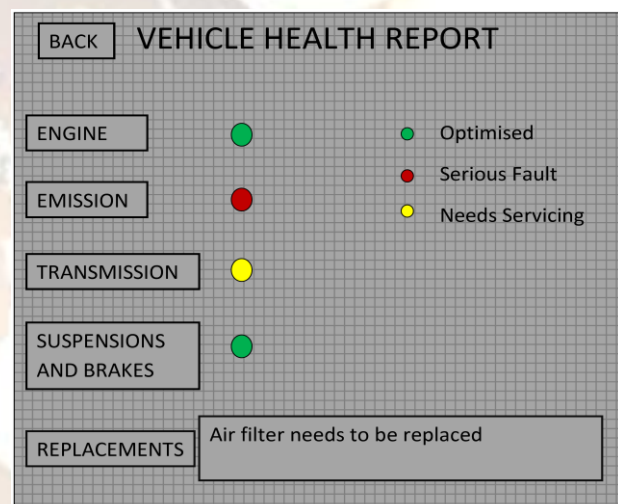 BACK
VEHICLE HEALTH REPORT
ENGINE
Optimised
Serious Fault
EMISSION
Needs Servicing
TRANSMISSION
SUSPENSIONS
AND BRAKES
REPLACEMENTS
Air filter needs to be replaced